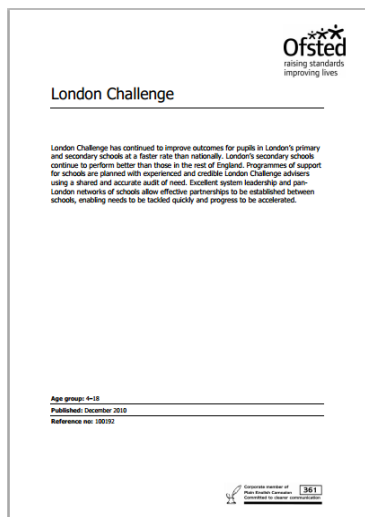 Ofsted
raising standards
improving lives
London Challenge
London Challenge has continued to improve outcomes for pupils in London's primary
and secondary schools at a faster rate than nationally. London's secondary schools
continue to perform better than those in the rest of England. Programmes of support
for schools are planned with experienced and credible London Challenge advisers
using a shared and accurate audit of need. Excellent system leadership and pan-
London networks of schools allow effective partnerships to be established between
schools, enabling needs to be tackled quickly and progress to be accelerated.
Age group: 4–18
Published: December 2010
Reference no: 100192
Corporate member of
Plain English Campaign
Committed to clearer communication
361